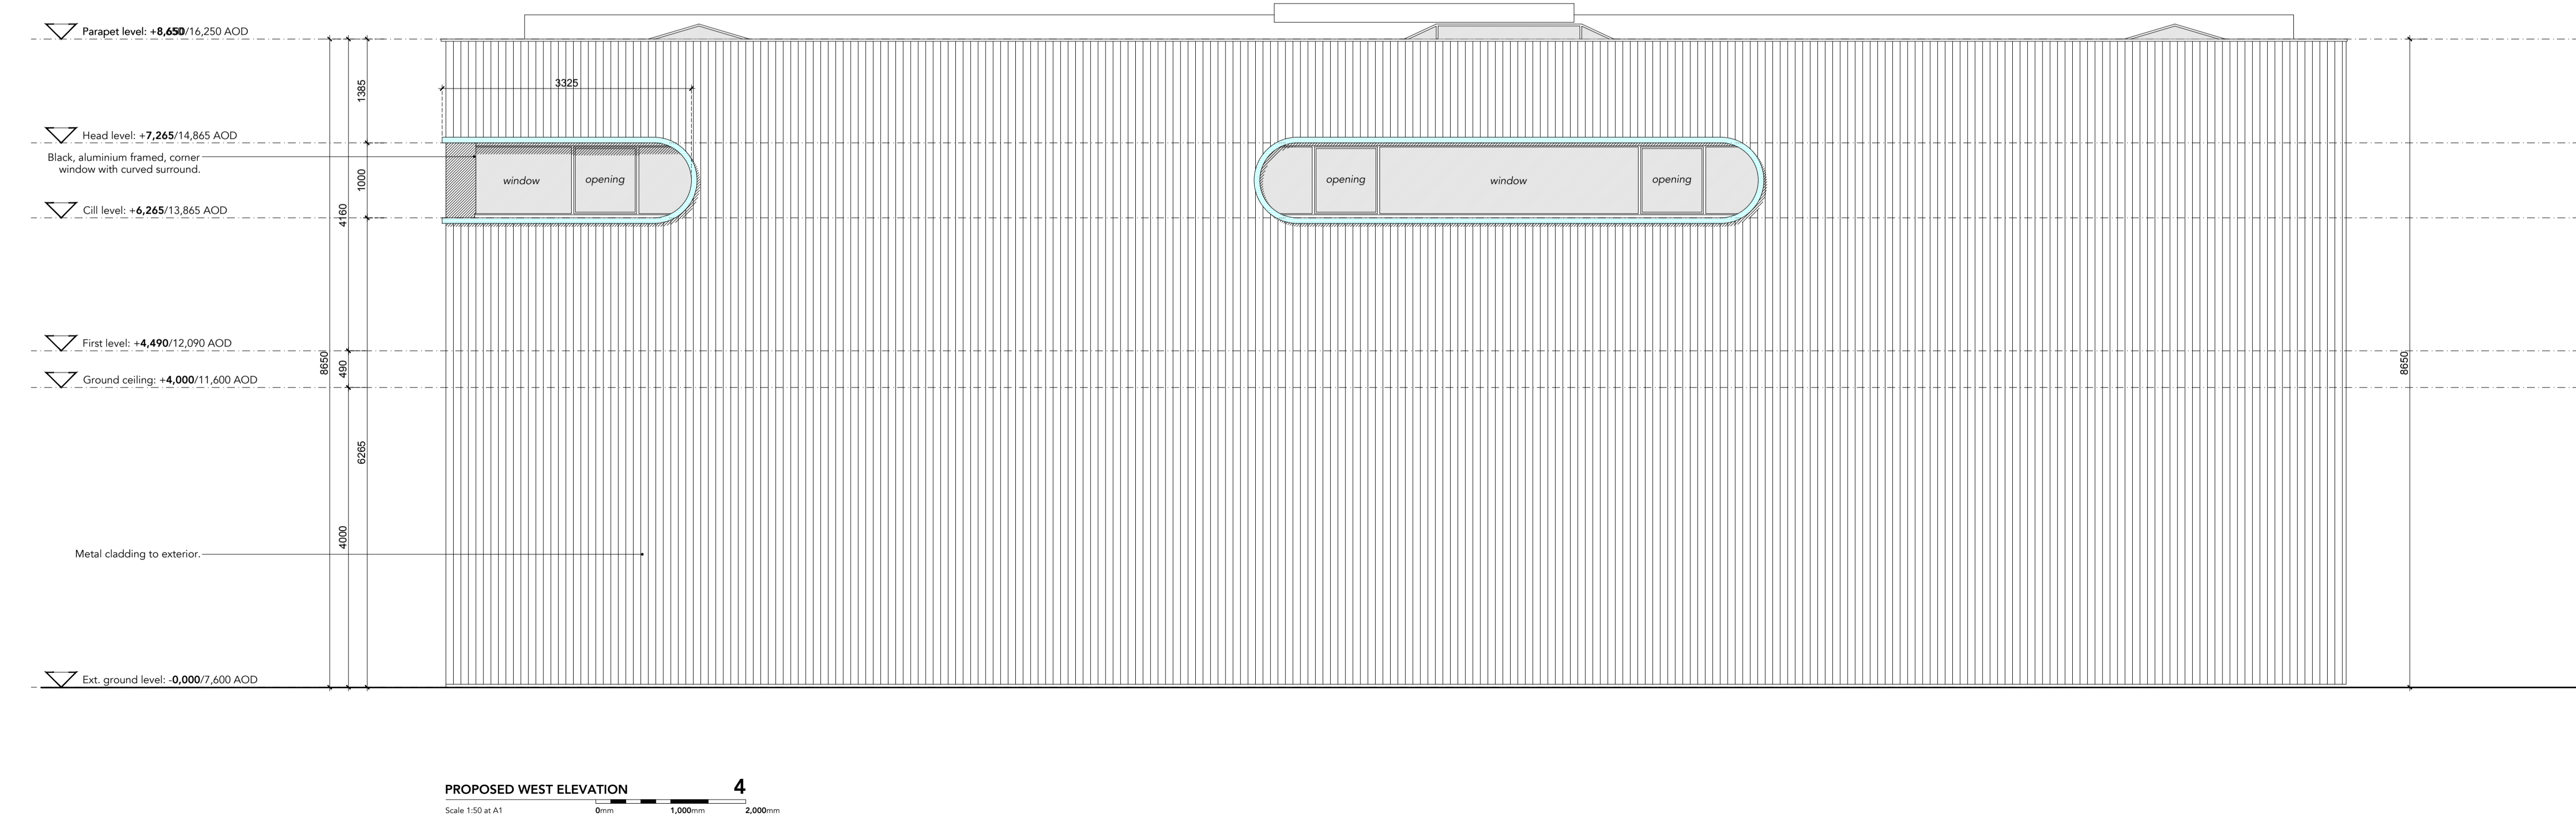 Parapet level: +8,650/16,250 AOD
1385
3325
Head level: +7,265/14,865 AOD
Black, aluminium framed, corner
window with curved surround.
1000
window
opening
opening
window
opening
Cill level: +6,265/13,865 AOD
4160
First level: +4,490/12,090 AOD
8650
490
8650
Ground ceiling: +4,000/11,600 AOD
6265
4000
Metal cladding to exterior.
Ext. ground level: -0,000/7,600 AOD
PROPOSED WEST ELEVATION 4
Scale 1:50 at A1
0mm 1,000mm 2,000mm